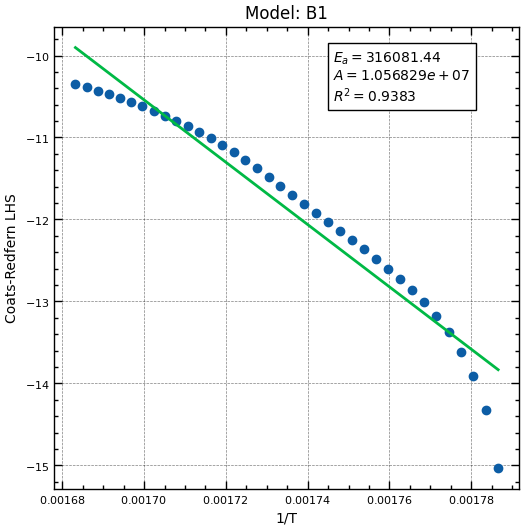 Model: B1
E_a = 316081.44
A = 1.056829e + 07
R² = 0.9383
Coats-Redfern LHS
−10
−11
−12
−13
−14
−15
0.00168 0.00170 0.00172 0.00174 0.00176 0.00178
1/T